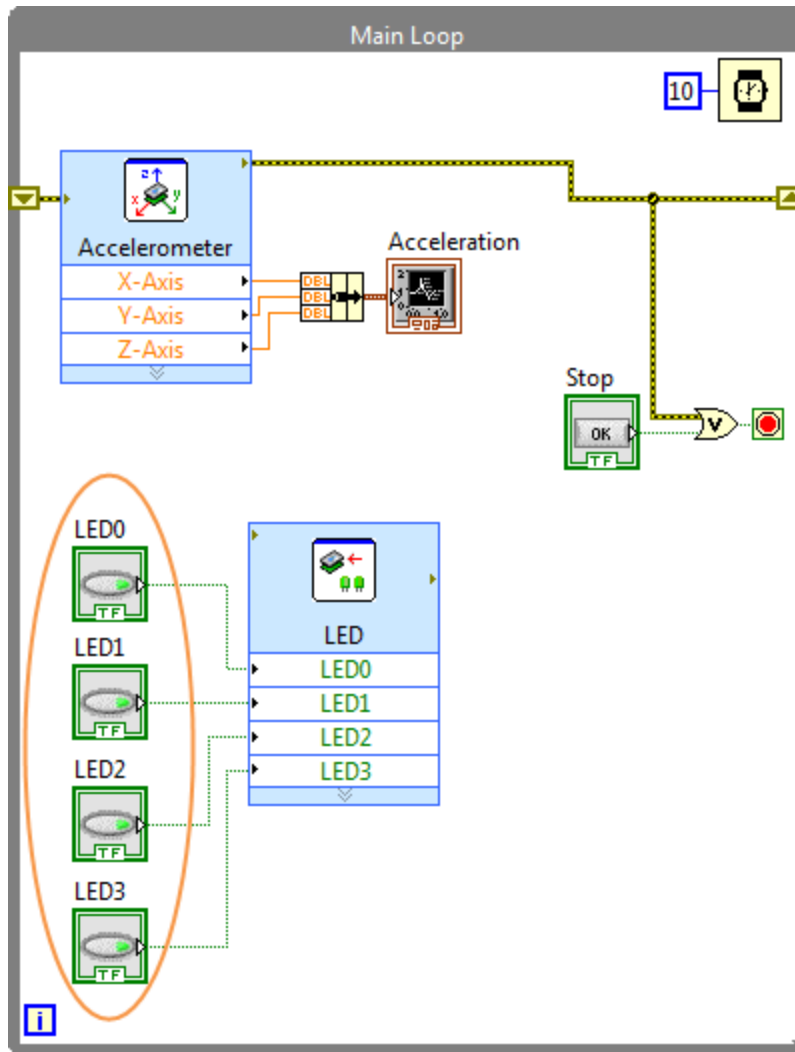 Main Loop
10
z
x
y
Accelerometer
X-Axis
Y-Axis
Z-Axis
DBL
DBL
DBL
Acceleration
Stop
OK
TF
V
LED0
TF
LED1
TF
LED2
TF
LED3
TF
LED
LED0
LED1
LED2
LED3
i